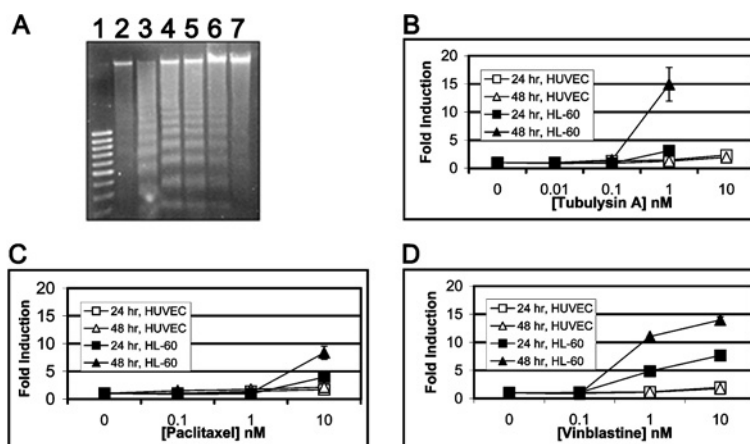 A
1 2 3 4 5 6 7
B
20
15
10
5
0
Fold Induction
24 hr, HUVEC
48 hr, HUVEC
24 hr, HL-60
48 hr, HL-60
0 0.01 0.1 1 10
[Tubulysin A] nM
C
20
15
10
5
0
Fold Induction
24 hr, HUVEC
48 hr, HUVEC
24 hr, HL-60
48 hr, HL-60
0 0.1 1 10
[Paclitaxel] nM
D
20
15
10
5
0
Fold Induction
24 hr, HUVEC
48 hr, HUVEC
24 hr, HL-60
48 hr, HL-60
0 0.1 1 10
[Vinblastine] nM